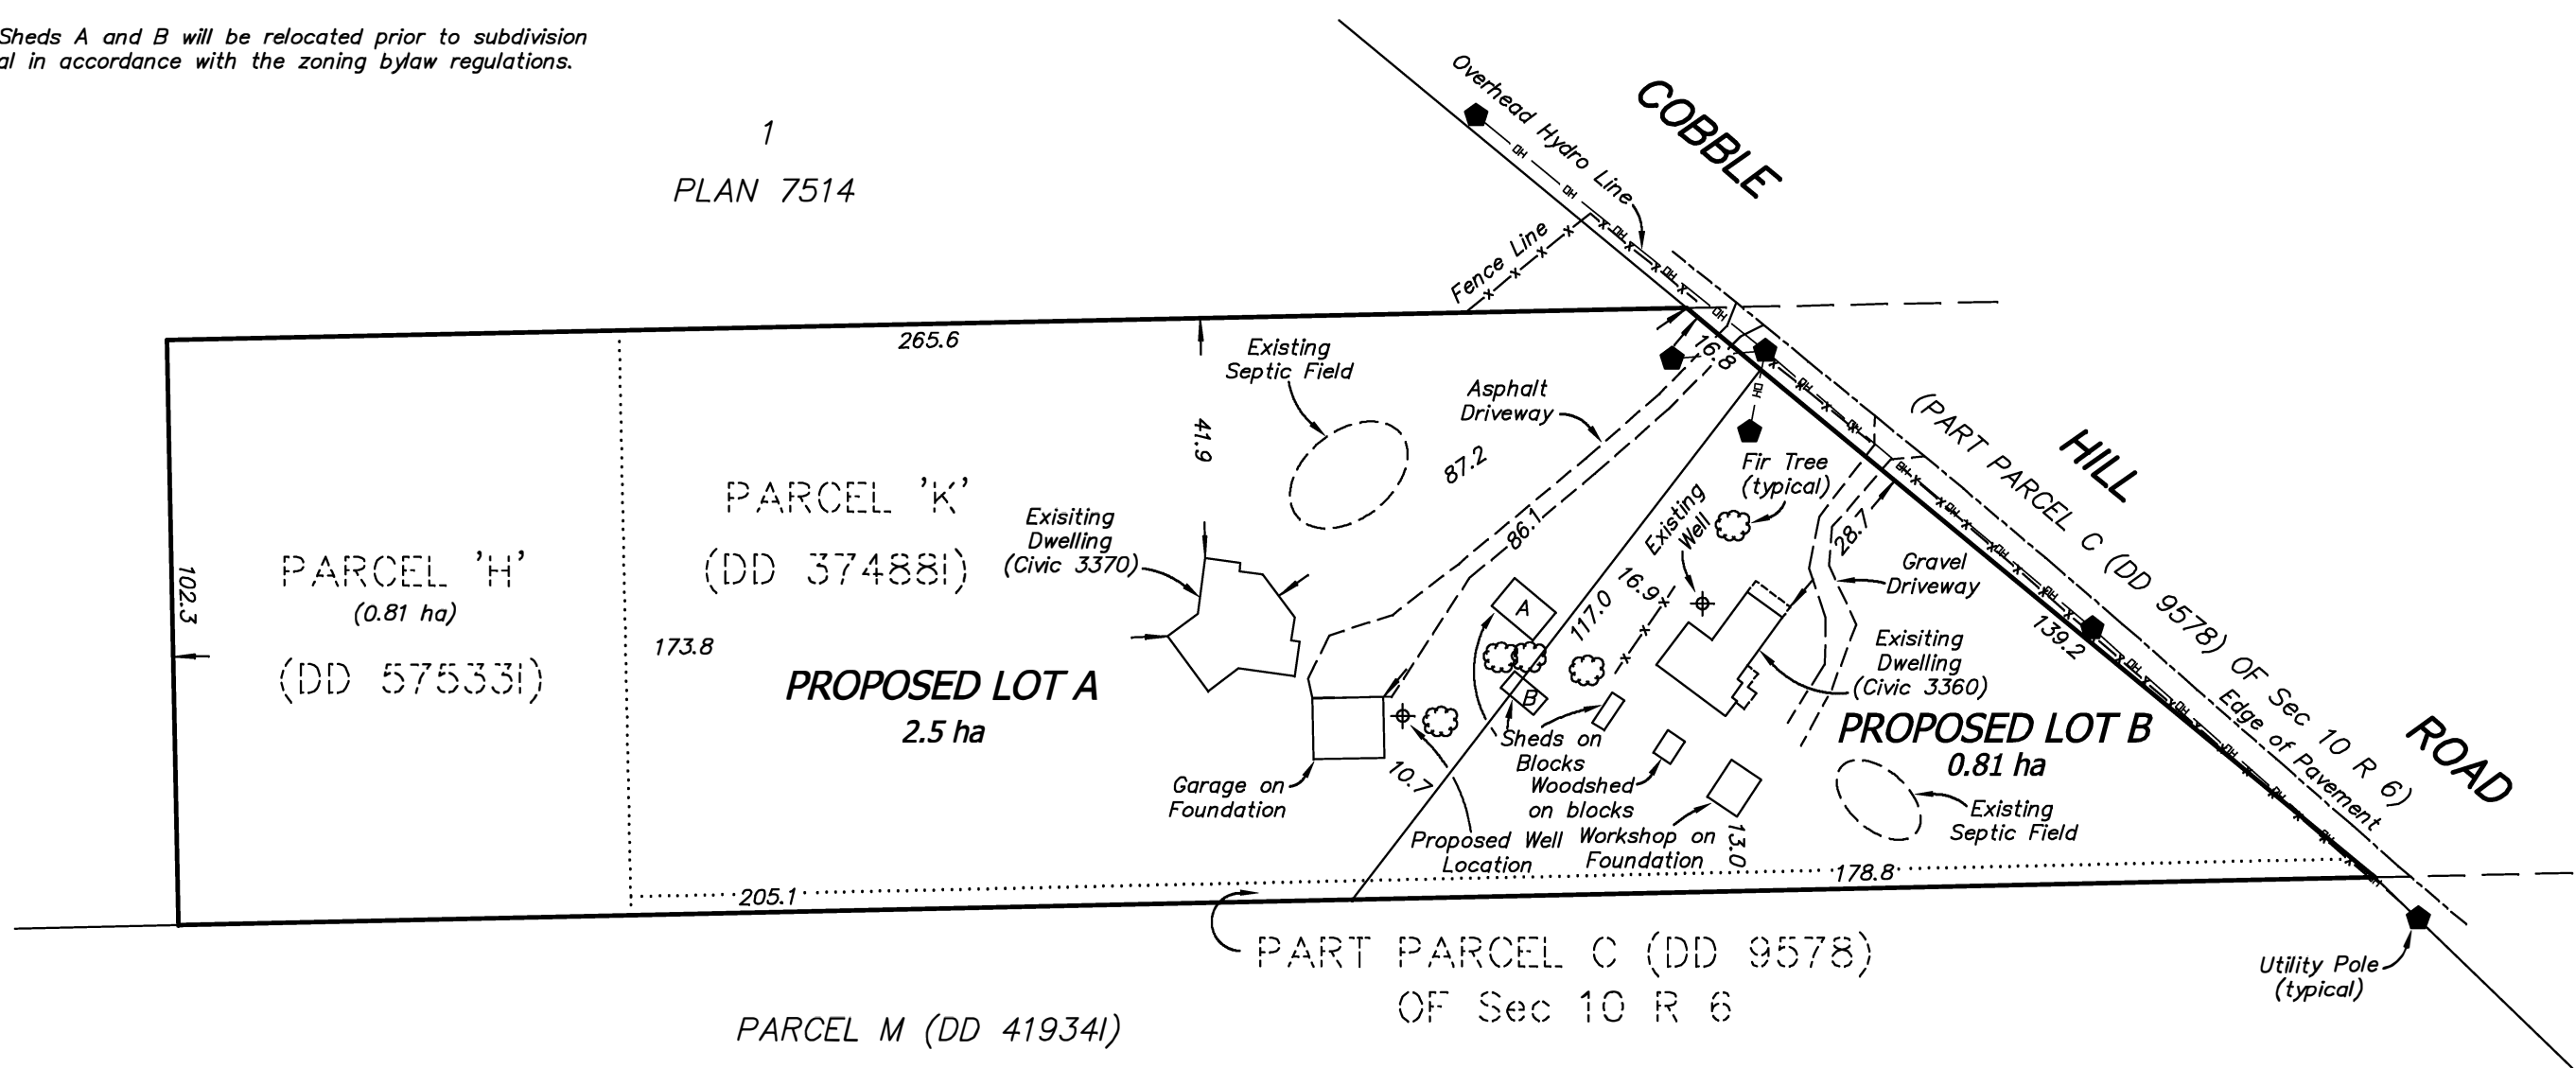 Sheds A and B will be relocated prior to subdivision
al in accordance with the zoning bylaw regulations.
1
PLAN 7514
Overhead Hydro Line
COBBLE
HILL
ROAD
Fence Line
OH
(PART PARCEL C (DD 9578) OF Sec 10 R 6)
Edge of Pavement
265.6
16.8
41.9
Existing
Septic Field
Asphalt
Driveway
87.2
86.1
Fir Tree
(typical)
Existing
Well
28.7
16.9
117.0
139.2
Gravel
Driveway
PARCEL 'H'
(0.81 ha)
(DD 57533I)
102.3
PARCEL 'K'
(DD 37488I)
173.8
Exisiting
Dwelling
(Civic 3370)
PROPOSED LOT A
2.5 ha
A
B
Exisiting
Dwelling
(Civic 3360)
PROPOSED LOT B
0.81 ha
Sheds on
Blocks
Woodshed
on blocks
Garage on
Foundation
10.7
Proposed Well
Location
Workshop on
Foundation
13.0
Existing
Septic Field
205.1
178.8
PART PARCEL C (DD 9578)
OF Sec 10 R 6
Utility Pole
(typical)
PARCEL M (DD 41934I)